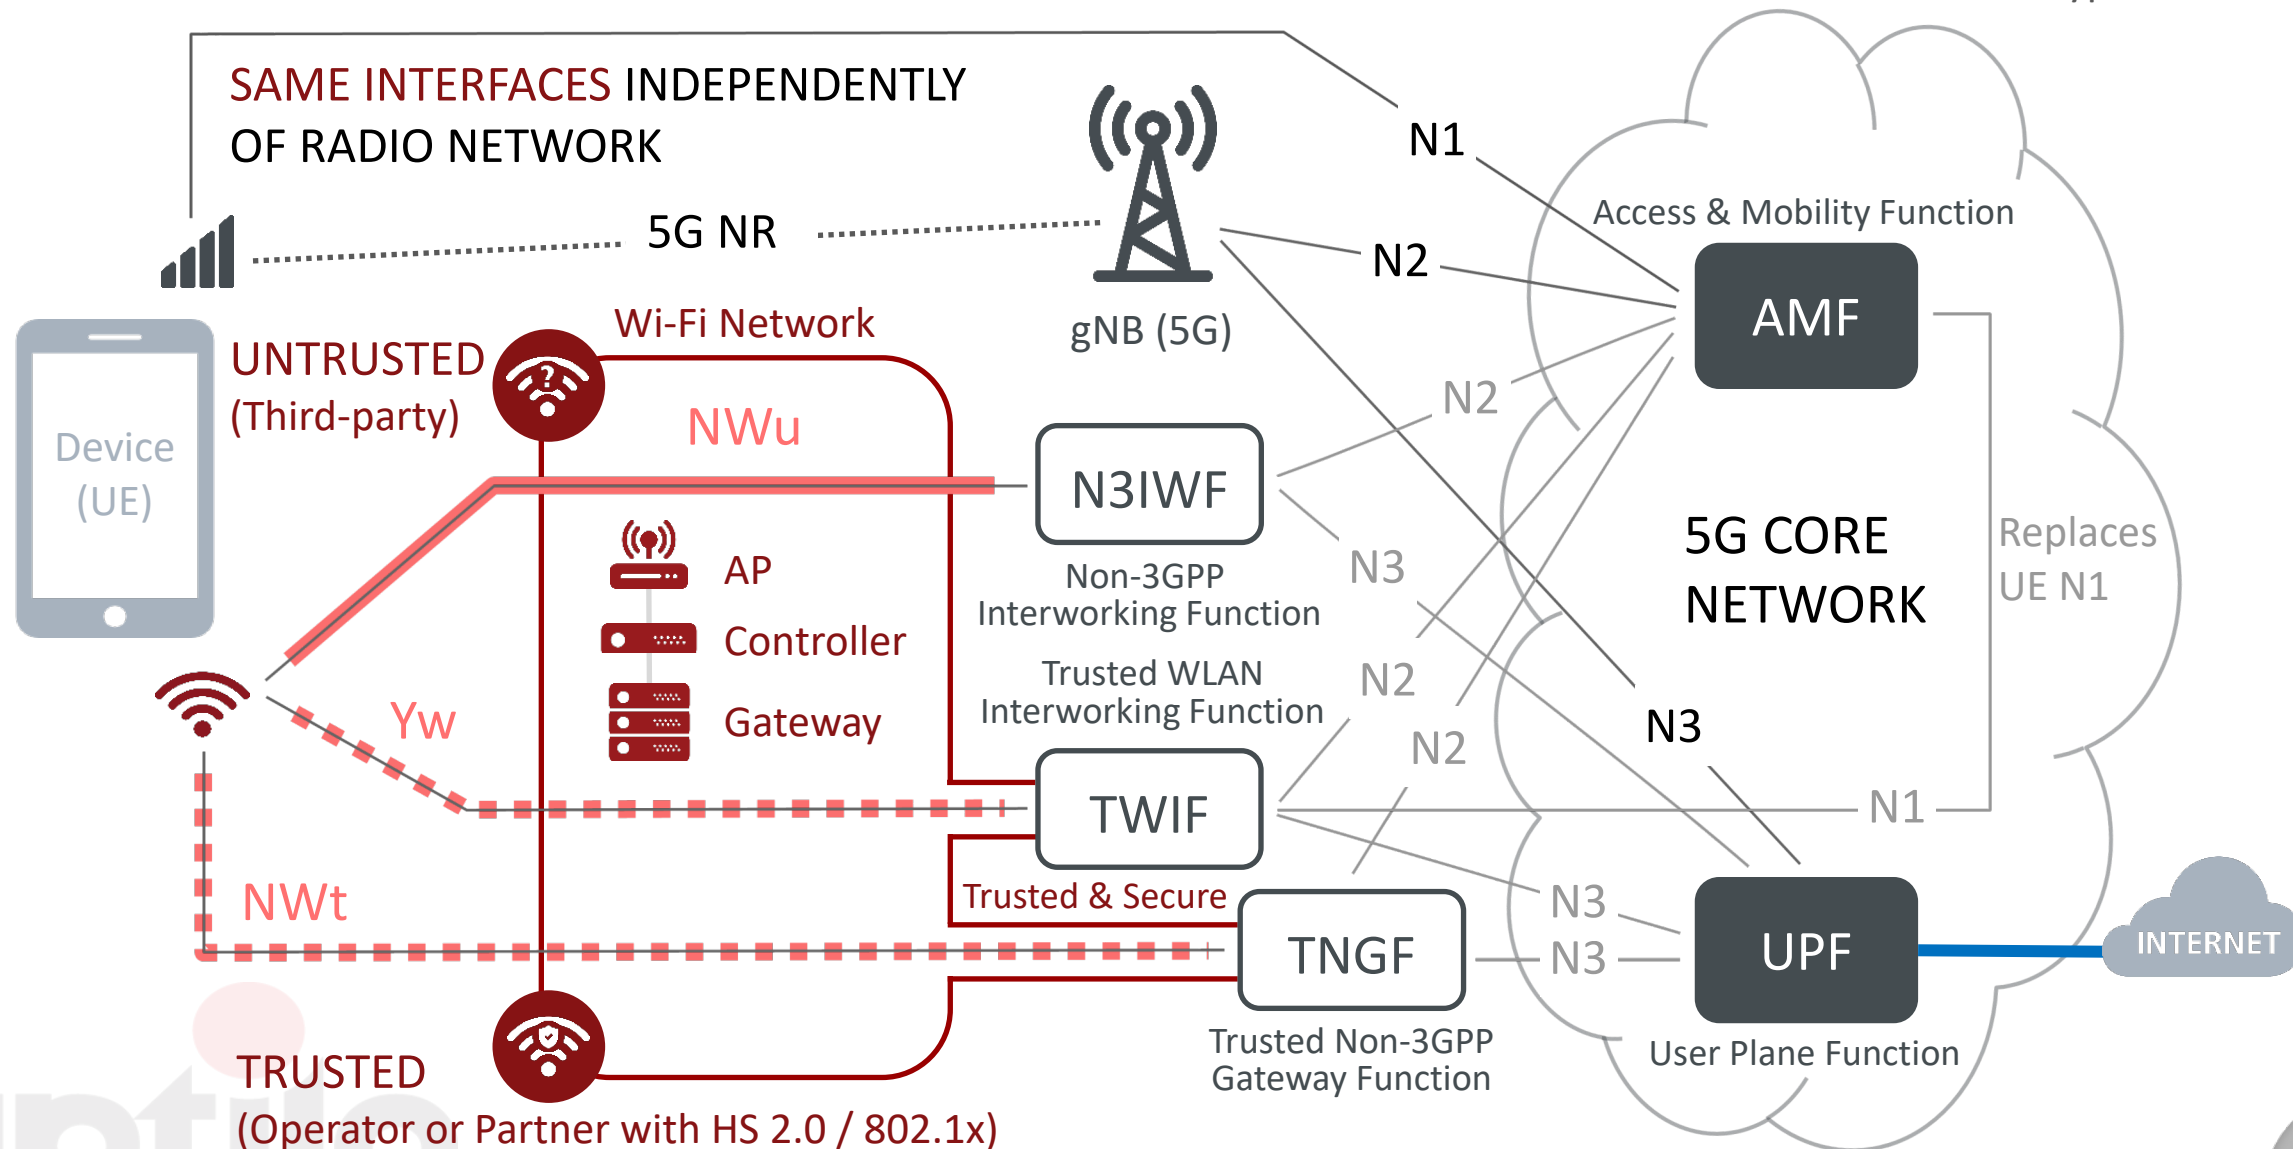 SAME INTERFACES INDEPENDENTLY
OF RADIO NETWORK
N1
5G NR
Access & Mobility Function
N2
AMF
gNB (5G)
Wi-Fi Network
UNTRUSTED
(Third-party)
?
NWu
Device
(UE)
N2
N3IWF
Non-3GPP
Interworking Function
N3
5G CORE
NETWORK
Replaces
UE N1
AP
Controller
Gateway
Trusted WLAN
Interworking Function
N2
N2
N3
Yw
TWIF
N1
NWt
Trusted & Secure
N3
N3
TNGF
UPF
INTERNET
Trusted Non-3GPP
Gateway Function
User Plane Function
TRUSTED
(Operator or Partner with HS 2.0 / 802.1x)